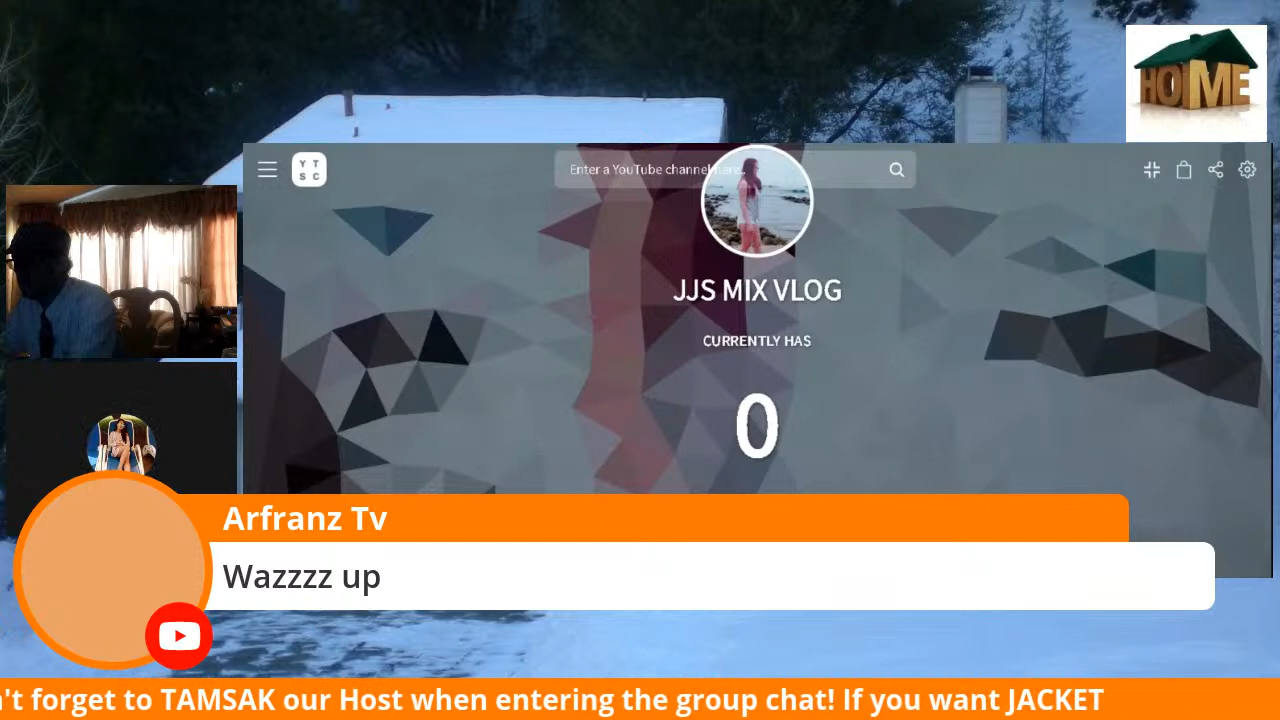 HOME
Y T
S C
Enter a YouTube channel here...
JJS MIX VLOG
CURRENTLY HAS
0
Arfranz Tv
Wazzzz up
n't forget to TAMSAK our Host when entering the group chat! If you want JACKET